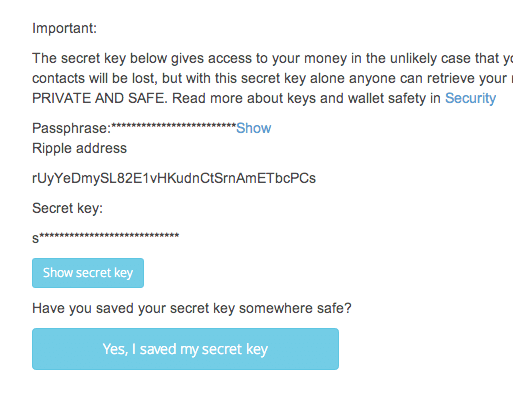 Important:
The secret key below gives access to your money in the unlikely case that
contacts will be lost, but with this secret key alone anyone can retrieve your
PRIVATE AND SAFE. Read more about keys and wallet safety in Security
Passphrase:*************************Show
Ripple address
rUyYeDmySL82E1vHKudnCtSrnAmETbcPCs
Secret key:
s****************************
Show secret key
Have you saved your secret key somewhere safe?
Yes, I saved my secret key